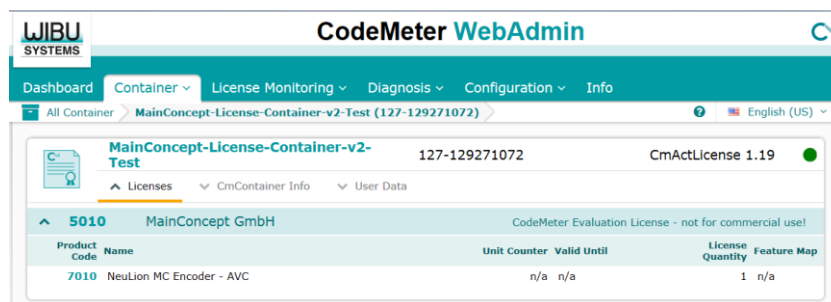 WIBU
SYSTEMS
CodeMeter WebAdmin
Dashboard Container License Monitoring Diagnosis Configuration Info
All Container MainConcept-License-Container-v2-Test (127-129271072) English (US)
MainConcept-License-Container-v2-
Test
127-129271072 CmActLicense 1.19
Licenses CmContainer Info User Data
5010 MainConcept GmbH CodeMeter Evaluation License - not for commercial use!
Product
Code Name Unit Counter Valid Until License
Quantity Feature Map
7010 NeuLion MC Encoder - AVC n/a n/a 1 n/a